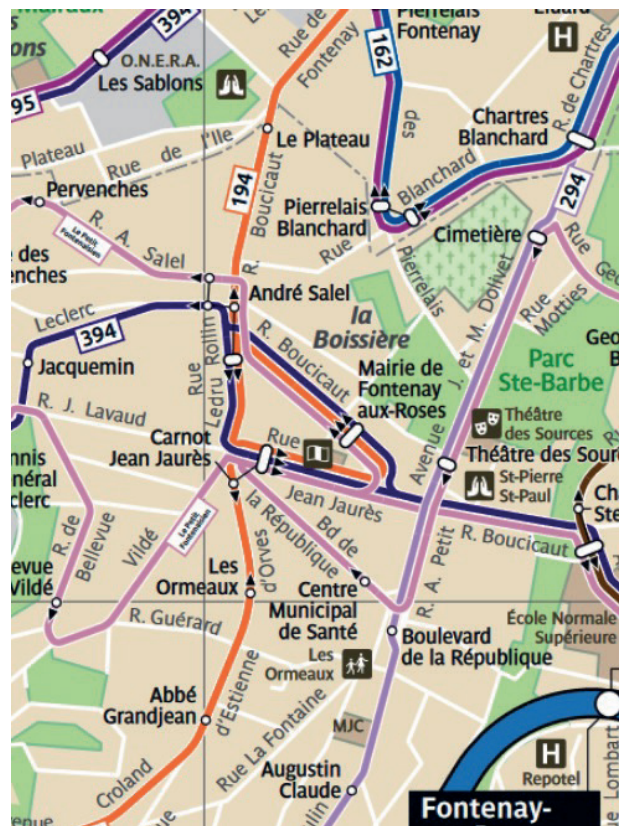 394
Les Sablons
O.N.E.R.A.
95
Rue de
Fontenay
162
Pierrelais
Fontenay
des
H
R. de Chartres
Chartres
Blanchard
294
Le Plateau
Plateau
Rue de l'Ile
Pervenches
Le Petit
Fontenaisien
R. A. Salel
194
R. Boucicaut
Pierrelais
Blanchard
Blanchard
Rue
Pierrelais
Cimetière
Rue
Rue
Motties
André Salel
Leclerc
394
Jacquemin
Rue
Ledru Rollin
R. Boucicaut
la
Boissière
Mairie de
Fontenay
aux-Roses
Avenue J. et M. Dolivet
Parc
Ste-Barbe
Théâtre
des Sources
St-Pierre
St-Paul
R. J. Lavaud
Carnot
Jean Jaurès
Rue
Jean Jaurès
R. Boucicaut
Le Petit
Fontenaisien
Vildé
R. de
Bellevue
Vildé
la République
Bd de
d'Orves
R. A. Petit
Les
Ormeaux
Centre
Municipal
de Santé
École Normale
Supérieure
R. Guérard
Boulevard
de la République
Les
Ormeaux
Abbé
Grandjean
d'Estienne
Rue La Fontaine
MJC
Croland
Augustin
Claude
H
Repotel
Lombart
Fontenay-